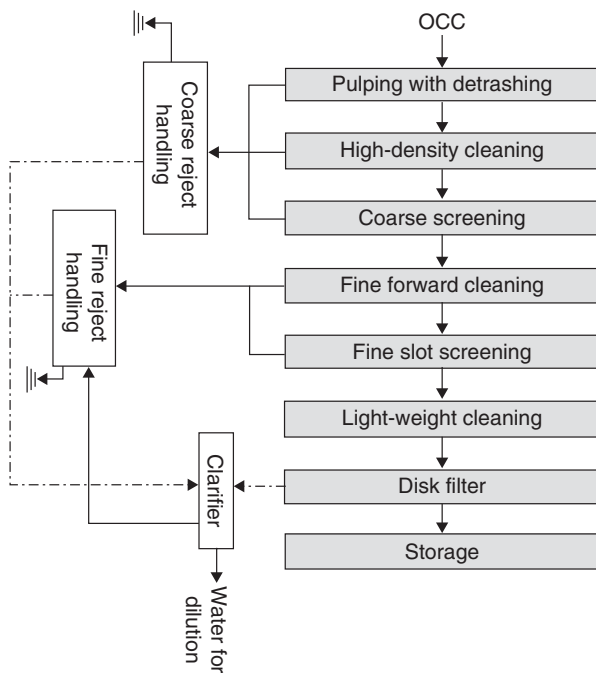 OCC
Pulping with detrashing
High-density cleaning
Coarse screening
Fine forward cleaning
Fine slot screening
Light-weight cleaning
Disk filter
Storage
Coarse reject
handling
Fine reject
handling
Clarifier
Water for
dilution